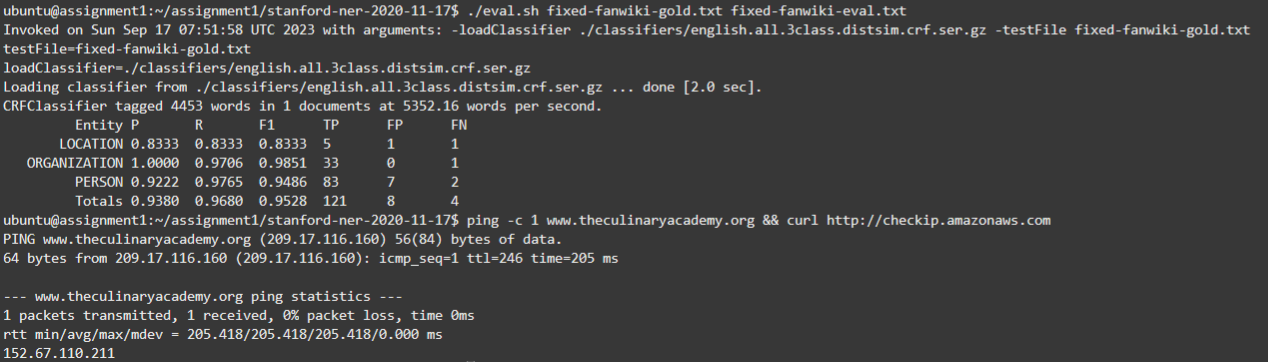 ubuntu@assignment1:~/assignment1/stanford-ner-2020-11-17$ ./eval.sh fixed-fanwiki-gold.txt fixed-fanwiki-eval.txt
Invoked on Sun Sep 17 07:51:58 UTC 2023 with arguments: -loadClassifier ./classifiers/english.all.3class.distsim.crf.ser.gz -testFile fixed-fanwiki-gold.txt
testFile=fixed-fanwiki-gold.txt
loadClassifier=./classifiers/english.all.3class.distsim.crf.ser.gz
Loading classifier from ./classifiers/english.all.3class.distsim.crf.ser.gz ... done [2.0 sec].
CRFClassifier tagged 4453 words in 1 documents at 5352.16 words per second.
Entity P R F1 TP FP FN
LOCATION 0.8333 0.8333 0.8333 5 1 1
ORGANIZATION 1.0000 0.9706 0.9851 33 0 1
PERSON 0.9222 0.9765 0.9486 83 7 2
Totals 0.9380 0.9680 0.9528 121 8 4
ubuntu@assignment1:~/assignment1/stanford-ner-2020-11-17$ ping -c 1 www.theculinaryacademy.org && curl http://checkip.amazonaws.com
PING www.theculinaryacademy.org (209.17.116.160) 56(84) bytes of data.
64 bytes from 209.17.116.160 (209.17.116.160): icmp_seq=1 ttl=246 time=205 ms
--- www.theculinaryacademy.org ping statistics ---
1 packets transmitted, 1 received, 0% packet loss, time 0ms
rtt min/avg/max/mdev = 205.418/205.418/205.418/0.000 ms
152.67.110.211